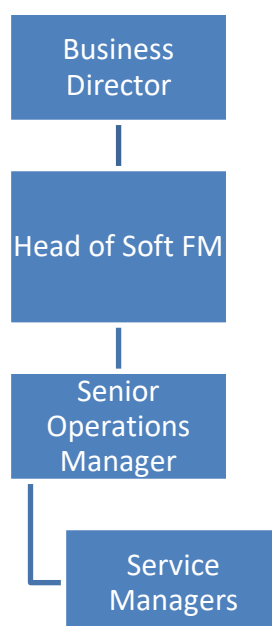 Business
Director
Head of Soft FM
Senior
Operations
Manager
Service
Managers